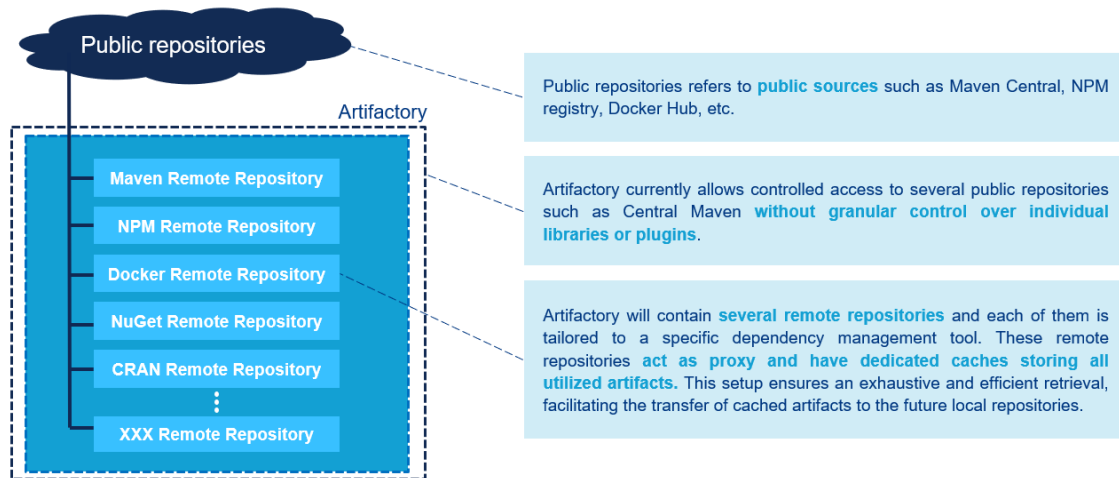 Public repositories
Artifactory
Maven Remote Repository
NPM Remote Repository
Docker Remote Repository
NuGet Remote Repository
CRAN Remote Repository
XXX Remote Repository
Public repositories refers to public sources such as Maven Central, NPM
registry, Docker Hub, etc.
Artifactory currently allows controlled access to several public repositories
such as Central Maven without granular control over individual
libraries or plugins.
Artifactory will contain several remote repositories and each of them is
tailored to a specific dependency management tool. These remote
repositories act as proxy and have dedicated caches storing all
utilized artifacts. This setup ensures an exhaustive and efficient retrieval,
facilitating the transfer of cached artifacts to the future local repositories.